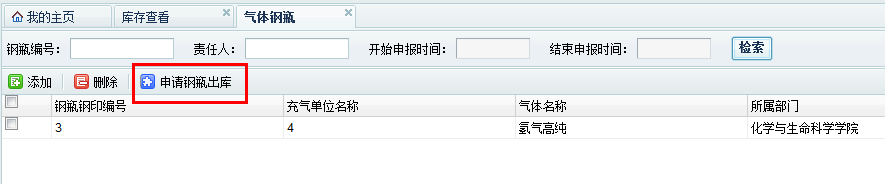 我的主页 库存查看 气体钢瓶
钢瓶编号： 责任人： 开始申报时间： 结束申报时间： 检索
添加 删除 申请钢瓶出库
钢瓶钢印编号 充气单位名称 气体名称 所属部门
3 4 氢气高纯 化学与生命科学学院